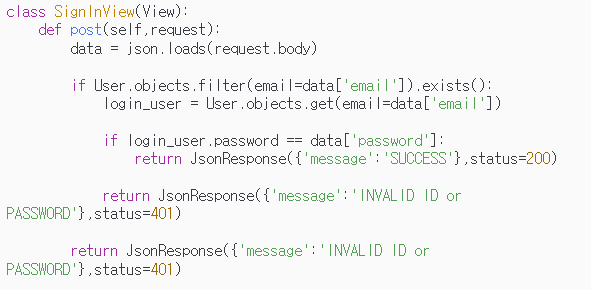 class SignInView(View):
    def post(self,request):
        data = json.loads(request.body)

        if User.objects.filter(email=data['email']).exists():
            login_user = User.objects.get(email=data['email'])

            if login_user.password == data['password']:
                return JsonResponse({'message':'SUCCESS'},status=200)

            return JsonResponse({'message':'INVALID ID or
PASSWORD'},status=401)

        return JsonResponse({'message':'INVALID ID or
PASSWORD'},status=401)